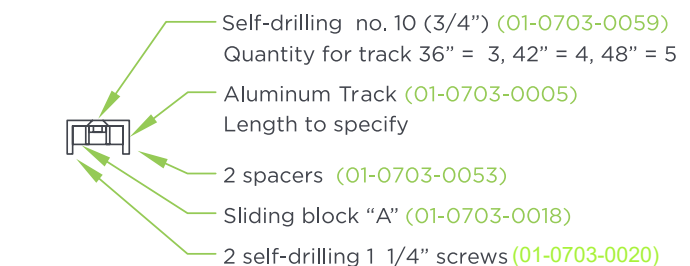 Self-drilling no. 10 (3/4”) (01-0703-0059)
Quantity for track 36” = 3, 42” = 4, 48” = 5
Aluminum Track (01-0703-0005)
Length to specify
2 spacers (01-0703-0053)
Sliding block “A” (01-0703-0018)
2 self-drilling 1 1/4” screws (01-0703-0020)